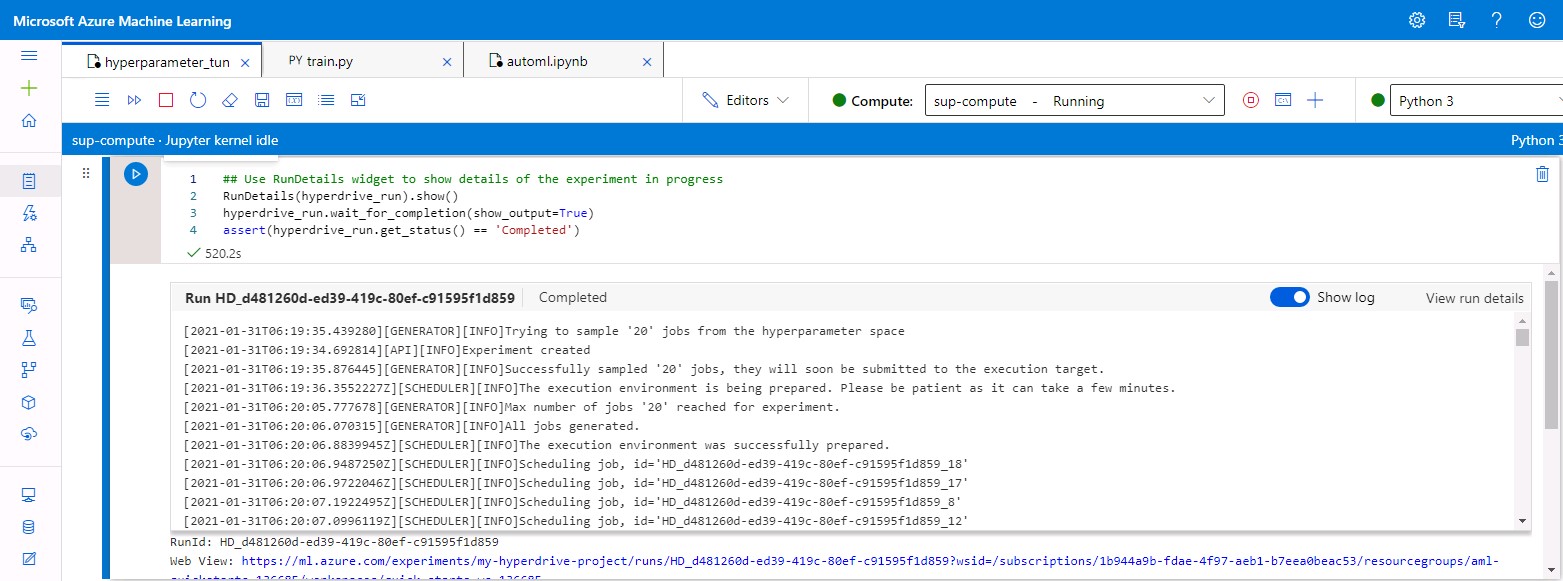 Microsoft Azure Machine Learning
hyperparameter_tun
PY train.py
automl.ipynb
Editors
Compute: sup-compute - Running
Python 3
sup-compute · Jupyter kernel idle
Python 3
1 ## Use RunDetails widget to show details of the experiment in progress
2 RunDetails(hyperdrive_run).show()
3 hyperdrive_run.wait_for_completion(show_output=True)
4 assert(hyperdrive_run.get_status() == 'Completed')
520.2s
Run HD_d481260d-ed39-419c-80ef-c91595f1d859 Completed
Show log
View run details
[2021-01-31T06:19:35.439280][GENERATOR][INFO]Trying to sample '20' jobs from the hyperparameter space
[2021-01-31T06:19:34.692814][API][INFO]Experiment created
[2021-01-31T06:19:35.876445][GENERATOR][INFO]Successfully sampled '20' jobs, they will soon be submitted to the execution target.
[2021-01-31T06:19:36.3552227Z][SCHEDULER][INFO]The execution environment is being prepared. Please be patient as it can take a few minutes.
[2021-01-31T06:20:05.777678][GENERATOR][INFO]Max number of jobs '20' reached for experiment.
[2021-01-31T06:20:06.070315][GENERATOR][INFO]All jobs generated.
[2021-01-31T06:20:06.8839945Z][SCHEDULER][INFO]The execution environment was successfully prepared.
[2021-01-31T06:20:06.9487250Z][SCHEDULER][INFO]Scheduling job, id='HD_d481260d-ed39-419c-80ef-c91595f1d859_18'
[2021-01-31T06:20:06.9722046Z][SCHEDULER][INFO]Scheduling job, id='HD_d481260d-ed39-419c-80ef-c91595f1d859_17'
[2021-01-31T06:20:07.1922495Z][SCHEDULER][INFO]Scheduling job, id='HD_d481260d-ed39-419c-80ef-c91595f1d859_8'
[2021-01-31T06:20:07.0996119Z][SCHEDULER][INFO]Scheduling job, id='HD_d481260d-ed39-419c-80ef-c91595f1d859_12'
RunId: HD_d481260d-ed39-419c-80ef-c91595f1d859
Web View: https://ml.azure.com/experiments/my-hyperdrive-project/runs/HD_d481260d-ed39-419c-80ef-c91595f1d859?wsid=/subscriptions/1b944a9b-fdae-4f97-aeb1-b7eea0beac53/resourcegroups/aml-